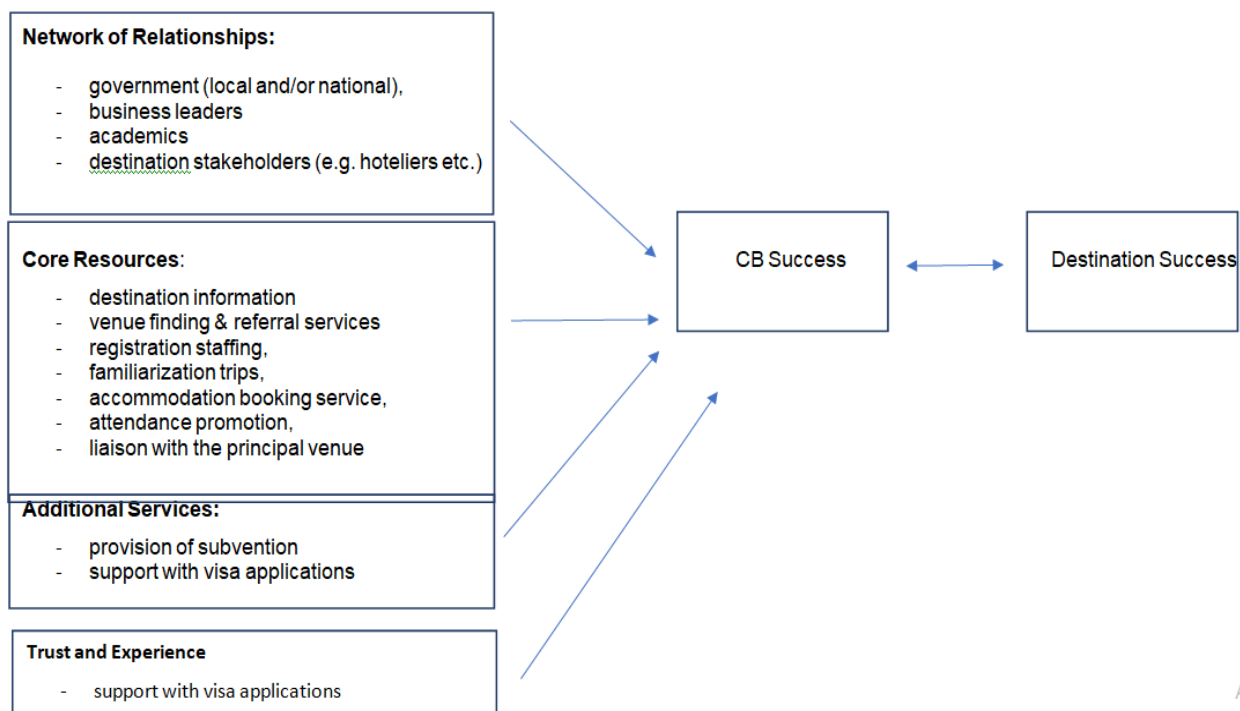 Network of Relationships:
- government (local and/or national),
- business leaders
- academics
- destination stakeholders (e.g. hoteliers etc.)
Core Resources:
- destination information
- venue finding & referral services
- registration staffing,
- familiarization trips,
- accommodation booking service,
- attendance promotion,
- liaison with the principal venue
Additional Services:
- provision of subvention
- support with visa applications
Trust and Experience
- support with visa applications
CB Success
Destination Success